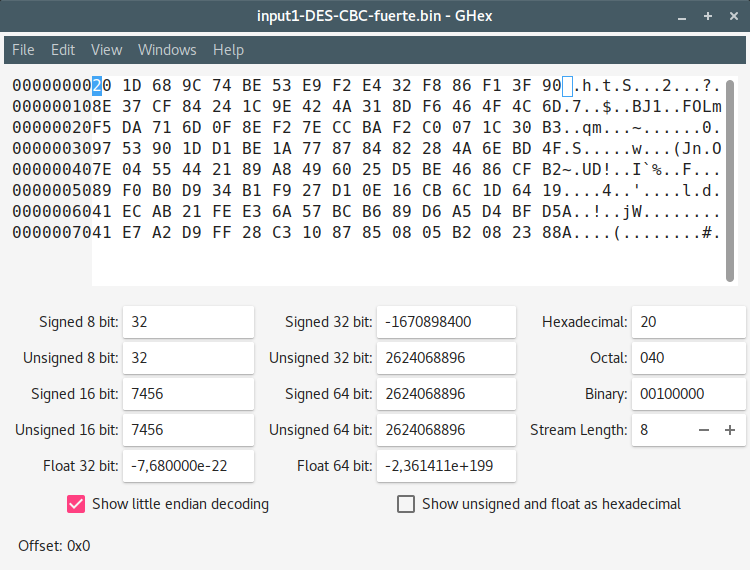 input1-DES-CBC-fuerte.bin - GHex
File Edit View Windows Help
00000000 20 1D 68 9C 74 BE 53 E9 F2 E4 32 F8 86 F1 3F 90 .h.t.S...2...?.
00000010 8E 37 CF 84 24 1C 9E 42 4A 31 8D F6 46 4F 4C 6D .7..$..BJ1..FOLm
00000020 F5 DA 71 6D 0F 8E F2 7E CC BA F2 C0 07 1C 30 B3 ..qm...~......0.
00000030 97 53 90 1D D1 BE 1A 77 87 84 82 28 4A 6E BD 4F .S.....w...(Jn.O
00000040 7E 04 55 44 21 89 A8 49 60 25 D5 BE 46 86 CF B2 ~.UD!..I`%..F...
00000050 89 F0 B0 D9 34 B1 F9 27 D1 0E 16 CB 6C 1D 64 19 ....4..'....l.d.
00000060 41 EC AB 21 FE E3 6A 57 BC B6 89 D6 A5 D4 BF D5 A..!..jW........
00000070 41 E7 A2 D9 FF 28 C3 10 87 85 08 05 B2 08 23 88 A....(........#.
Signed 8 bit: 32 Signed 32 bit: -1670898400 Hexadecimal: 20
Unsigned 8 bit: 32 Unsigned 32 bit: 2624068896 Octal: 040
Signed 16 bit: 7456 Signed 64 bit: 2624068896 Binary: 00100000
Unsigned 16 bit: 7456 Unsigned 64 bit: 2624068896 Stream Length: 8 − +
Float 32 bit: -7,680000e-22 Float 64 bit: -2,361411e+199
Show little endian decoding Show unsigned and float as hexadecimal
Offset: 0x0